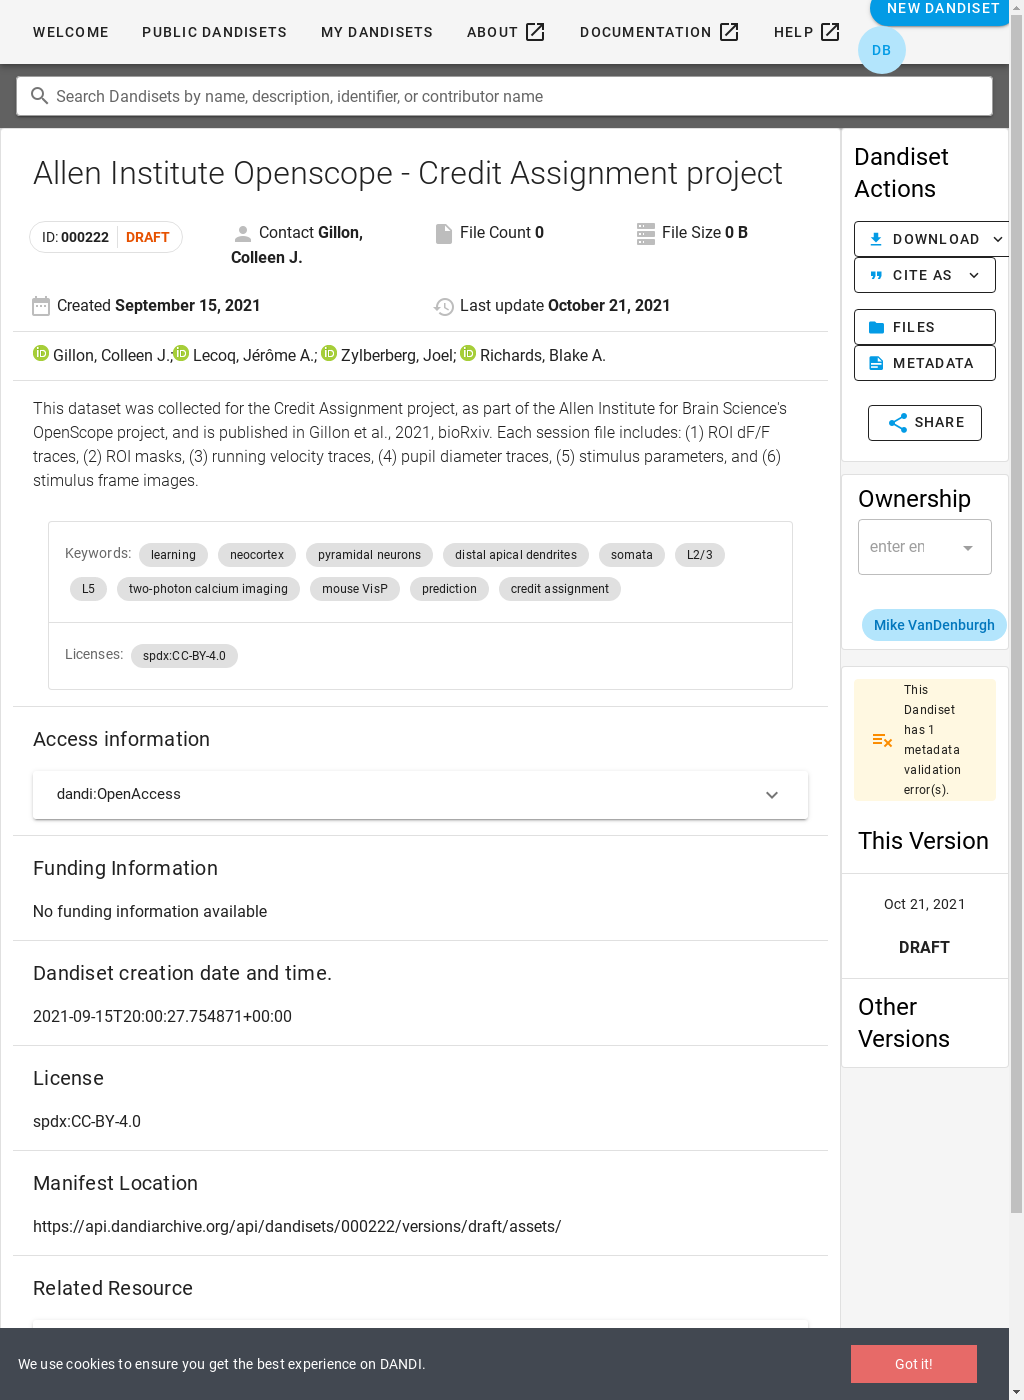 WELCOME PUBLIC DANDISETS MY DANDISETS ABOUT DOCUMENTATION HELP NEW DANDISET
DB
Search Dandisets by name, description, identifier, or contributor name
Allen Institute Openscope - Credit Assignment project
ID: 000222 DRAFT
Contact Gillon,
Colleen J.
File Count 0
File Size 0 B
Created September 15, 2021
Last update October 21, 2021
Gillon, Colleen J.; Lecoq, Jérôme A.; Zylberberg, Joel; Richards, Blake A.
This dataset was collected for the Credit Assignment project, as part of the Allen Institute for Brain Science's
OpenScope project, and is published in Gillon et al., 2021, bioRxiv. Each session file includes: (1) ROI dF/F
traces, (2) ROI masks, (3) running velocity traces, (4) pupil diameter traces, (5) stimulus parameters, and (6)
stimulus frame images.
Keywords: learning neocortex pyramidal neurons distal apical dendrites somata L2/3
L5 two-photon calcium imaging mouse VisP prediction credit assignment
Licenses: spdx:CC-BY-4.0
Access information
dandi:OpenAccess
Funding Information
No funding information available
Dandiset creation date and time.
2021-09-15T20:00:27.754871+00:00
License
spdx:CC-BY-4.0
Manifest Location
https://api.dandiarchive.org/api/dandisets/000222/versions/draft/assets/
Related Resource
Dandiset
Actions
DOWNLOAD
CITE AS
FILES
METADATA
SHARE
Ownership
enter en
Mike VanDenburgh
This
Dandiset
has 1
metadata
validation
error(s).
This Version
Oct 21, 2021
DRAFT
Other
Versions
We use cookies to ensure you get the best experience on DANDI.
Got it!